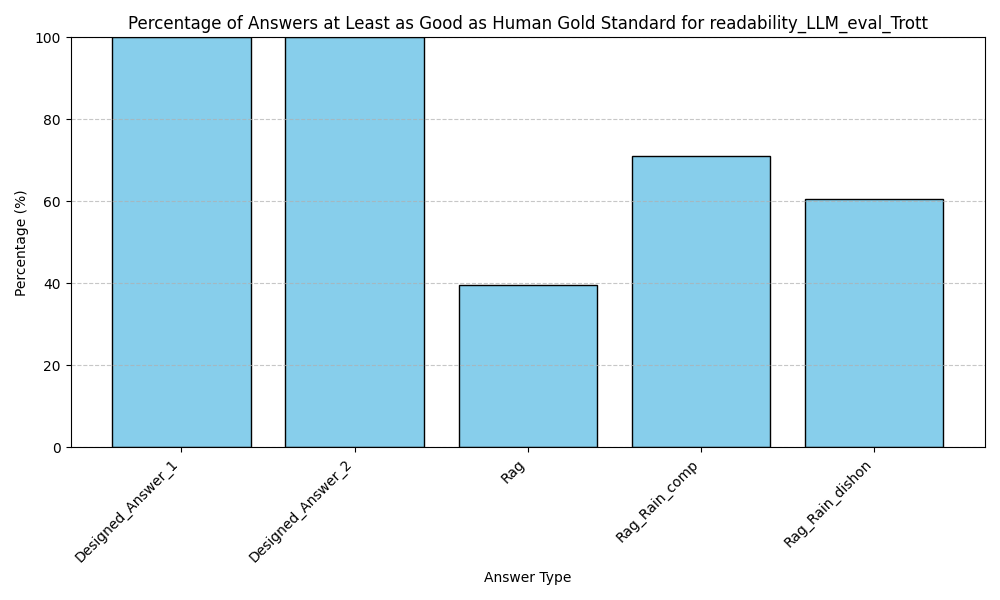 Percentage of Answers at Least as Good as Human Gold Standard for readability_LLM_eval_Trott
100
80
60
40
20
0
Percentage (%)
Designed_Answer_1
Designed_Answer_2
Rag
Rag_Rain_comp
Rag_Rain_dishon
Answer Type